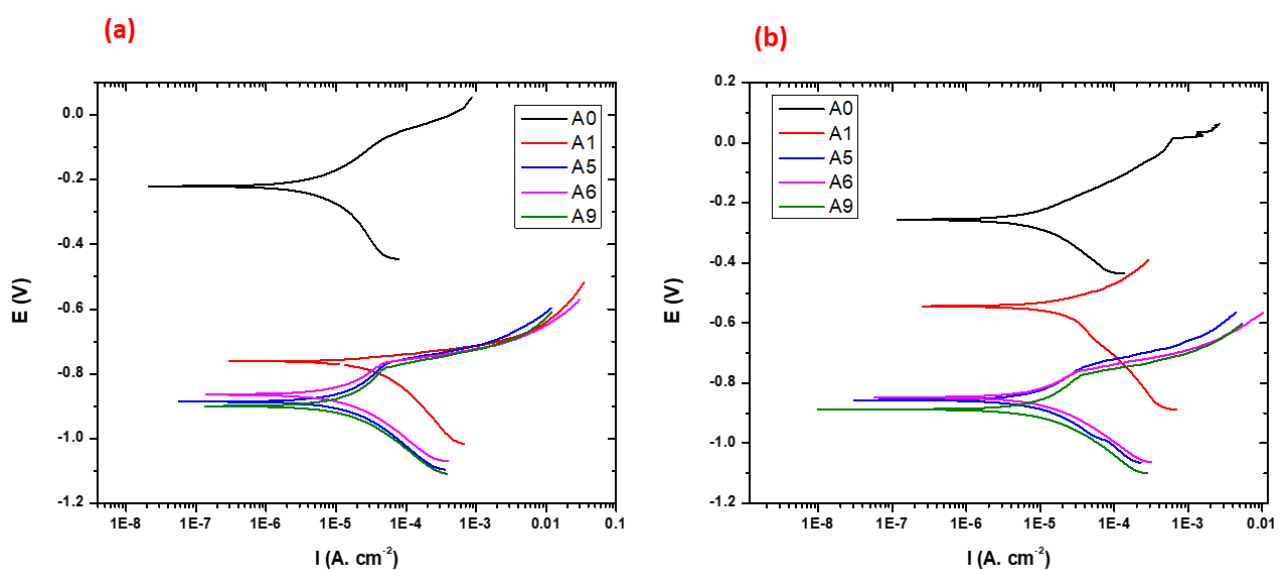 (a)
0.0
-0.2
-0.4
-0.6
-0.8
-1.0
-1.2
E (V)
A0
A1
A5
A6
A9
1E-8 1E-7 1E-6 1E-5 1E-4 1E-3 0.01 0.1
I (A. cm-2)
(b)
0.2
0.0
-0.2
-0.4
-0.6
-0.8
-1.0
-1.2
E (V)
A0
A1
A5
A6
A9
1E-8 1E-7 1E-6 1E-5 1E-4 1E-3 0.01
I (A. cm-2)